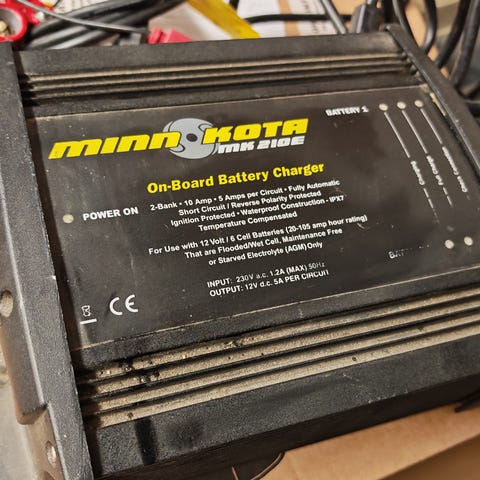 MINN KOTA
MK 210E
BATTERY 1
On-Board Battery Charger
POWER ON
2-Bank • 10 Amp • 5 Amps per Circuit • Fully Automatic
Short Circuit / Reverse Polarity Protected
Ignition Protected • Waterproof Construction - IPX7
Temperature Compensated
For Use with 12 Volt / 6 Cell Batteries (20-105 amp hour rating)
That are Flooded/Wet Cell, Maintenance Free
or Starved Electrolyte (AGM) Only
INPUT: 230V a.c. 1.2A (MAX) 50Hz
OUTPUT: 12V d.c. 5A PER CIRCUIT
CE
Charging
Full Charge